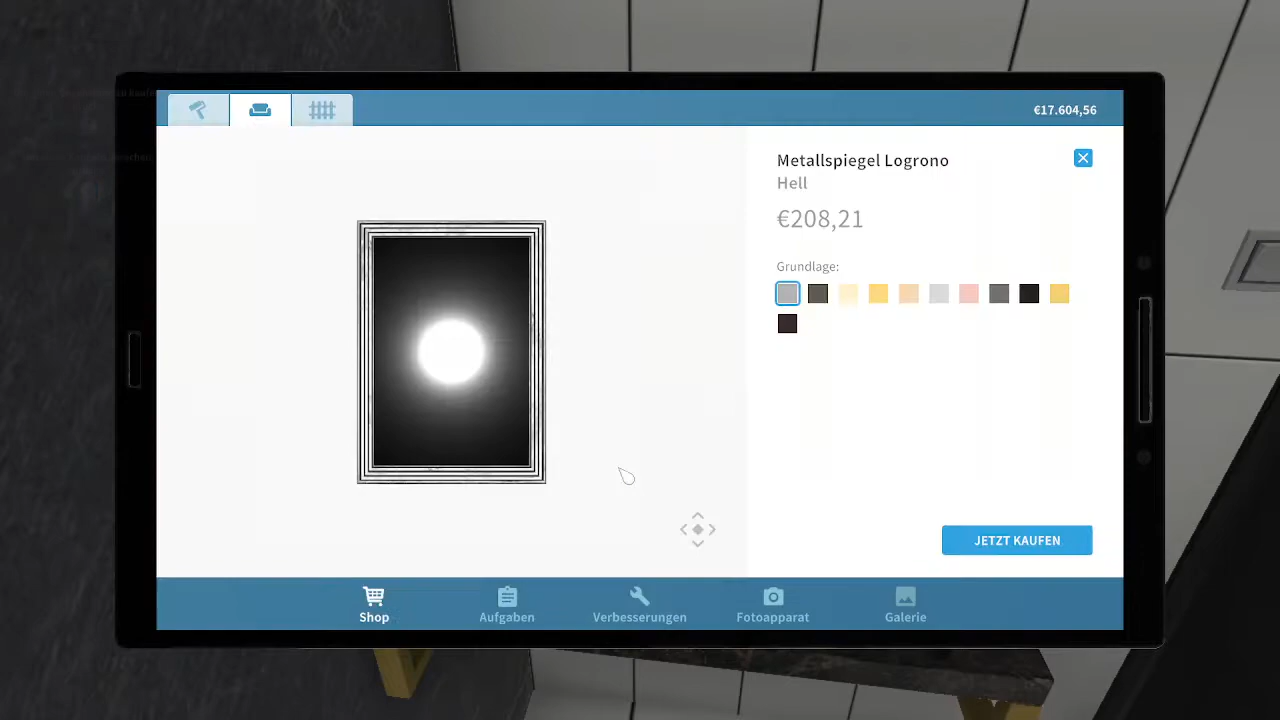 €17.604,56
Metallspiegel Logrono
Hell
€208,21
Grundlage:
JETZT KAUFEN
Shop
Aufgaben
Verbesserungen
Fotoapparat
Galerie